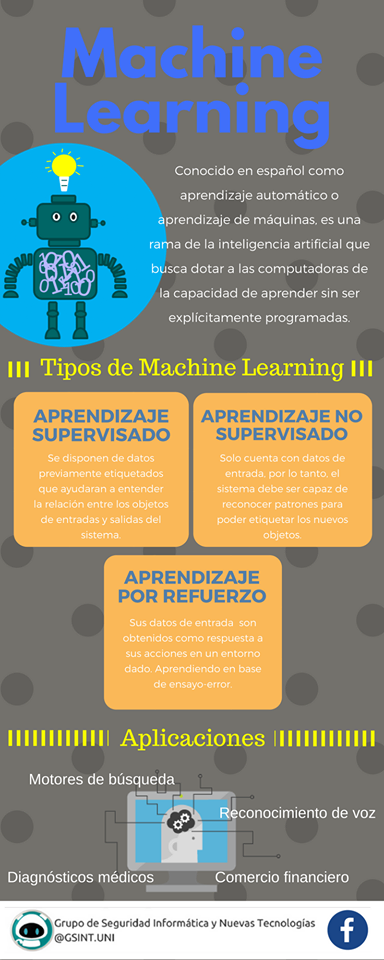 Machine
Learning
Conocido en español como
aprendizaje automático o
aprendizaje de máquinas, es una
rama de la inteligencia artificial que
busca dotar a las computadoras de
la capacidad de aprender sin ser
explícitamente programadas.
Tipos de Machine Learning
APRENDIZAJE
SUPERVISADO
Se disponen de datos
previamente etiquetados
que ayudaran a entender
la relación entre los objetos
de entradas y salidas del
sistema.
APRENDIZAJE NO
SUPERVISADO
Solo cuenta con datos de
entrada, por lo tanto, el
sistema debe ser capaz de
reconocer patrones para
poder etiquetar los nuevos
objetos.
APRENDIZAJE
POR REFUERZO
Sus datos de entrada son
obtenidos como respuesta a
sus acciones en un entorno
dado. Aprendiendo en base
de ensayo-error.
Aplicaciones
Motores de búsqueda
Reconocimiento de voz
Diagnósticos médicos
Comercio financiero
Grupo de Seguridad Informática y Nuevas Tecnologías
@GSINT.UNI